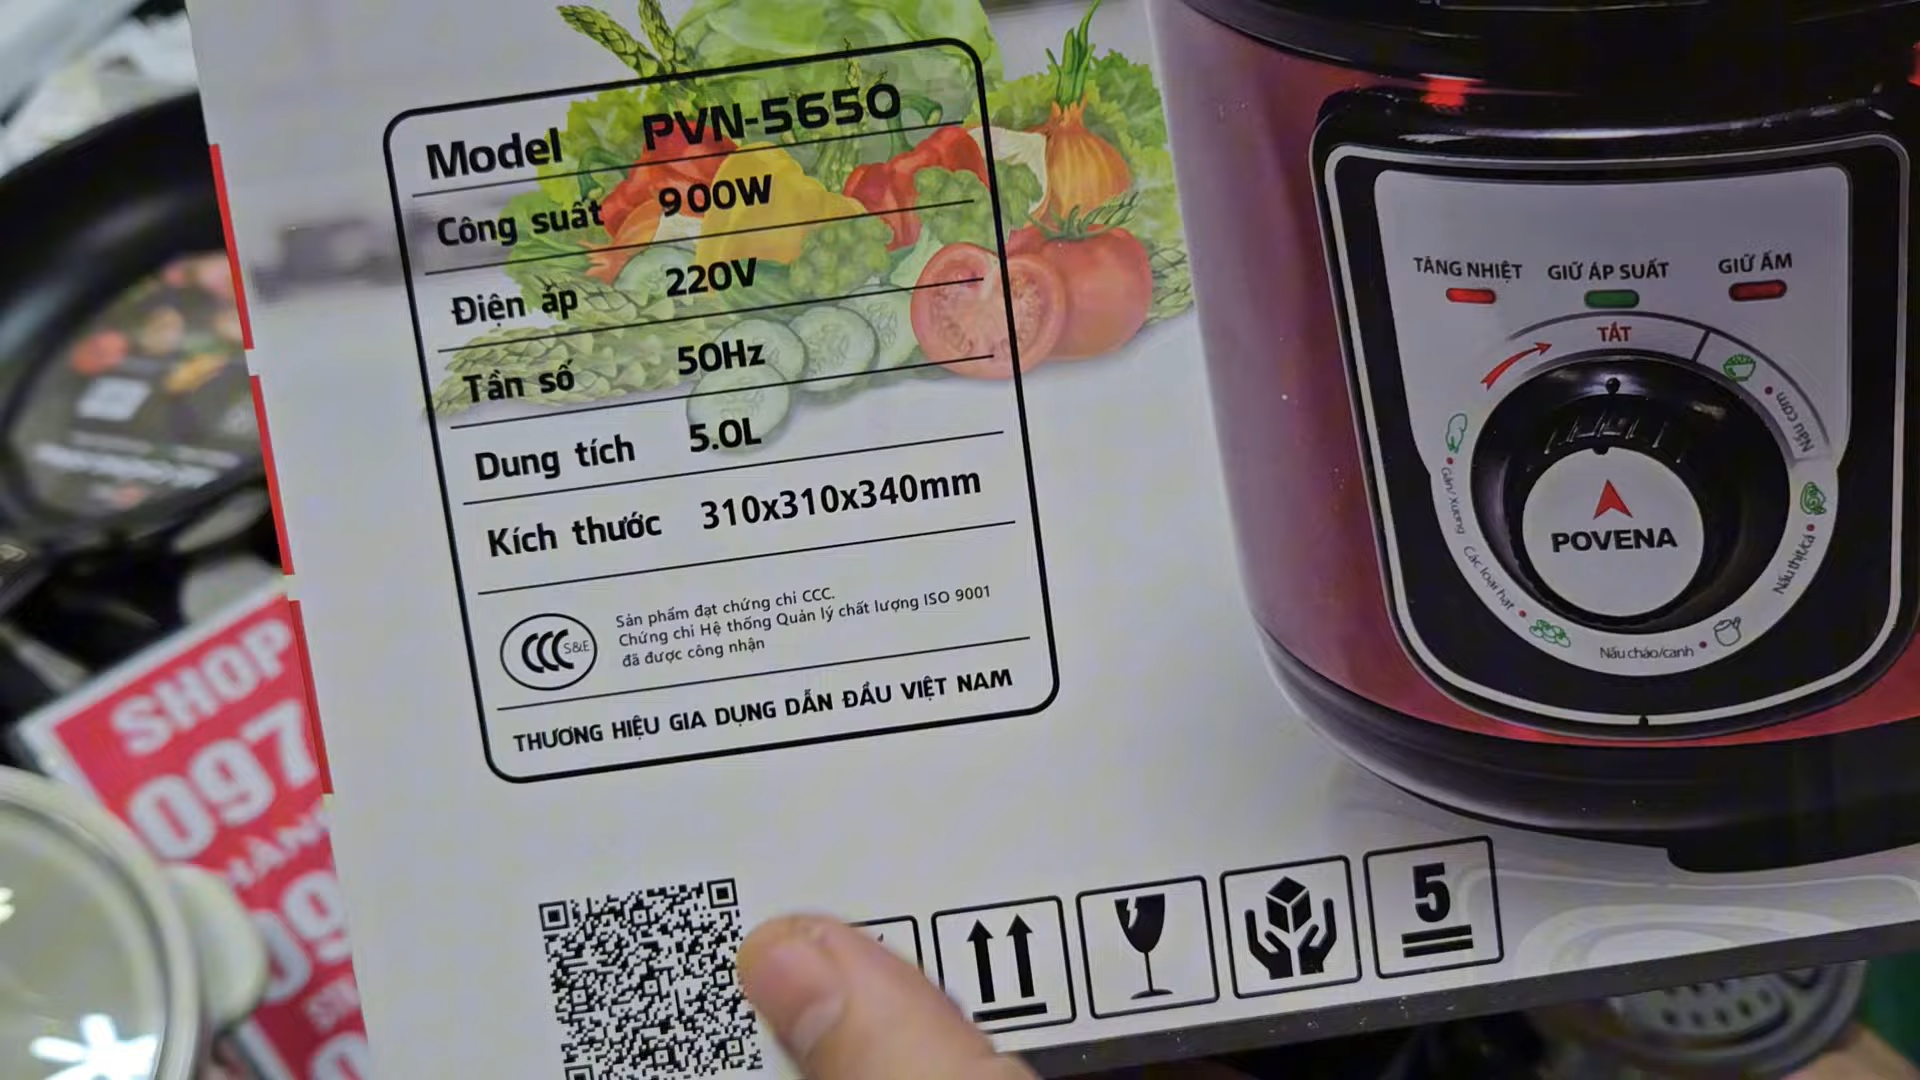 Model PVN-5650
Công suất 900W
Điện áp 220V
Tần số 50Hz
Dung tích 5.0L
Kích thước 310x310x340mm
CCC S&E
Sản phẩm đạt chứng chỉ CCC.
Chứng chỉ Hệ thống Quản lý chất lượng ISO 9001
đã được công nhận
THƯƠNG HIỆU GIA DỤNG DẪN ĐẦU VIỆT NAM
TĂNG NHIỆT GIỮ ÁP SUẤT GIỮ ẤM
TẮT
Nấu cơm
Nấu thịt/cá
Nấu cháo/canh
Các loại hạt
Gân/Xương
POVENA
5
SHOP
097